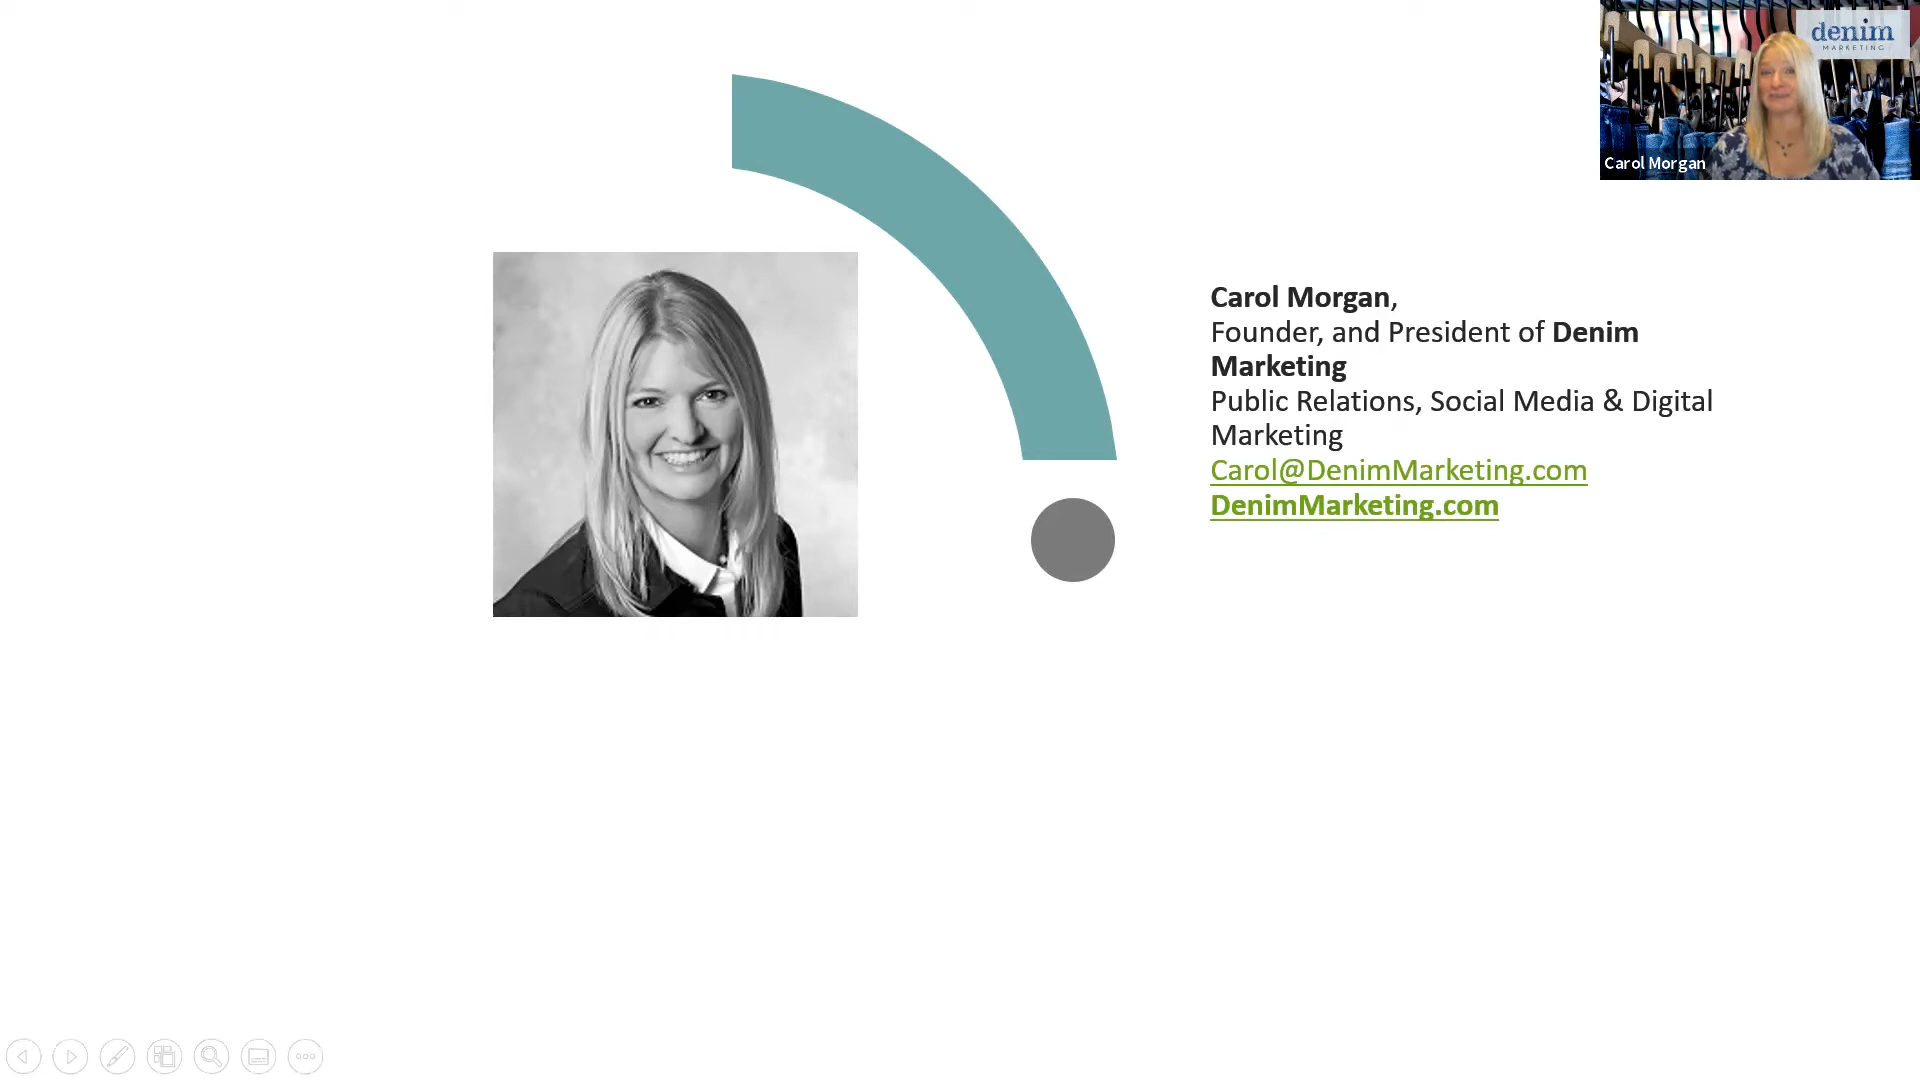 denim
MARKETING
Carol Morgan
Carol Morgan,
Founder, and President of Denim
Marketing
Public Relations, Social Media & Digital
Marketing
Carol@DenimMarketing.com
DenimMarketing.com